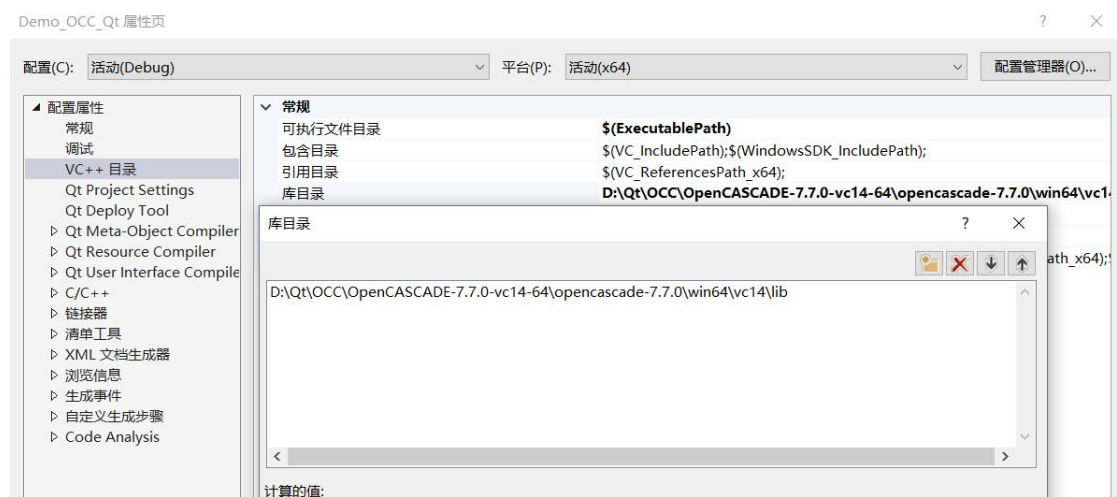 Demo_OCC_Qt 属性页
配置(C): 活动(Debug) 平台(P): 活动(x64) 配置管理器(O)...
配置属性
常规
调试
VC++ 目录
Qt Project Settings
Qt Deploy Tool
Qt Meta-Object Compiler
Qt Resource Compiler
Qt User Interface Compile
C/C++
链接器
清单工具
XML 文档生成器
浏览信息
生成事件
自定义生成步骤
Code Analysis
常规
可执行文件目录 $(ExecutablePath)
包含目录 $(VC_IncludePath);$(WindowsSDK_IncludePath);
引用目录 $(VC_ReferencesPath_x64);
库目录 D:\Qt\OCC\OpenCASCADE-7.7.0-vc14-64\opencascade-7.7.0\win64\vc14
ath_x64);
库目录
D:\Qt\OCC\OpenCASCADE-7.7.0-vc14-64\opencascade-7.7.0\win64\vc14\lib
计算的值: